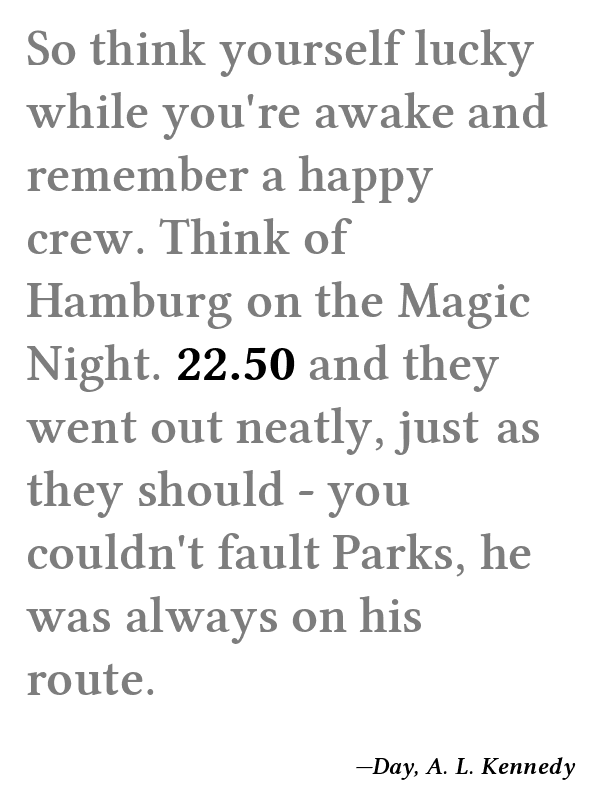 So think yourself lucky
while you're awake and
remember a happy
crew. Think of
Hamburg on the Magic
Night. 22.50 and they
went out neatly, just as
they should - you
couldn't fault Parks, he
was always on his
route.
—Day, A. L. Kennedy